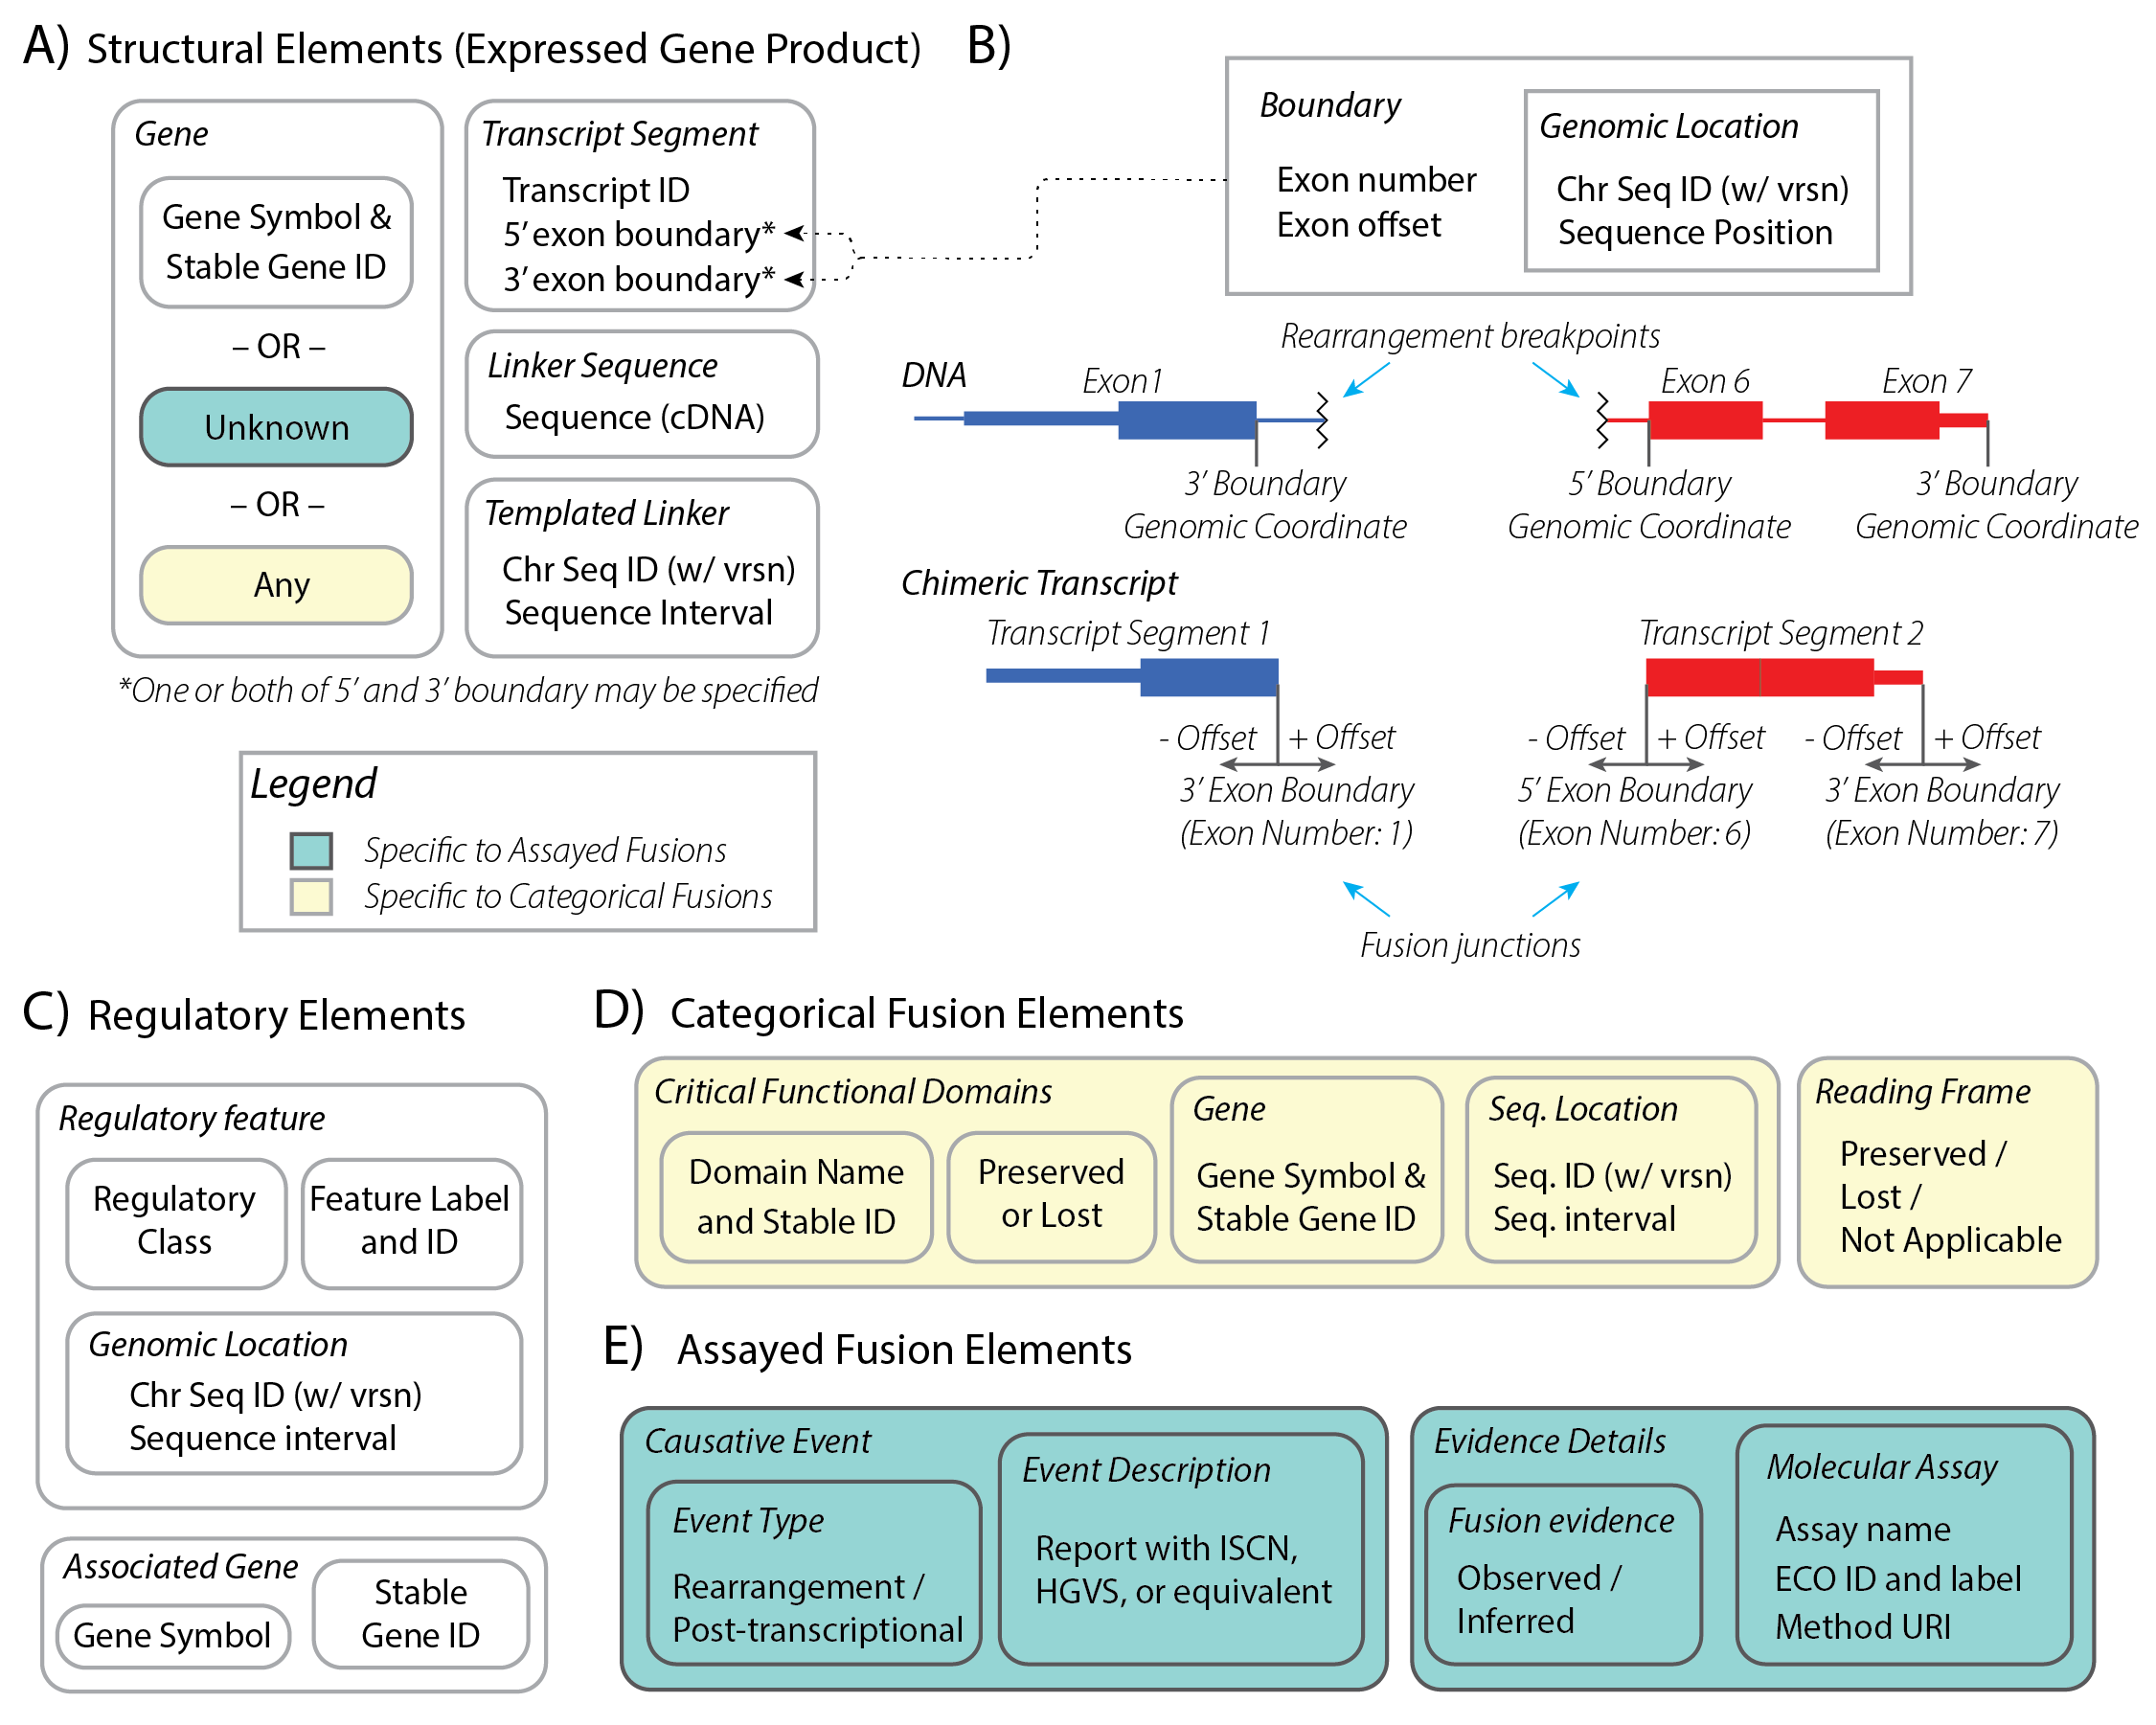 A) Structural Elements (Expressed Gene Product)
Gene
Gene Symbol &
Stable Gene ID
– OR –
Unknown
– OR –
Any
Transcript Segment
Transcript ID
5’ exon boundary*
3’ exon boundary*
Linker Sequence
Sequence (cDNA)
Templated Linker
Chr Seq ID (w/ vrsn)
Sequence Interval
*One or both of 5’ and 3’ boundary may be specified
Legend
Specific to Assayed Fusions
Specific to Categorical Fusions
B)
Boundary
Exon number
Exon offset
Genomic Location
Chr Seq ID (w/ vrsn)
Sequence Position
Rearrangement breakpoints
DNA
Exon1
Exon 6
Exon 7
3’ Boundary
Genomic Coordinate
5’ Boundary
Genomic Coordinate
3’ Boundary
Genomic Coordinate
Chimeric Transcript
Transcript Segment 1
Transcript Segment 2
- Offset
+ Offset
3’ Exon Boundary
(Exon Number: 1)
- Offset
+ Offset
5’ Exon Boundary
(Exon Number: 6)
- Offset
+ Offset
3’ Exon Boundary
(Exon Number: 7)
Fusion junctions
C) Regulatory Elements
Regulatory feature
Regulatory
Class
Feature Label
and ID
Genomic Location
Chr Seq ID (w/ vrsn)
Sequence interval
Associated Gene
Gene Symbol
Stable
Gene ID
D) Categorical Fusion Elements
Critical Functional Domains
Domain Name
and Stable ID
Preserved
or Lost
Gene
Gene Symbol &
Stable Gene ID
Seq. Location
Seq. ID (w/ vrsn)
Seq. interval
Reading Frame
Preserved /
Lost /
Not Applicable
E) Assayed Fusion Elements
Causative Event
Event Type
Rearrangement /
Post-transcriptional
Event Description
Report with ISCN,
HGVS, or equivalent
Evidence Details
Fusion evidence
Observed /
Inferred
Molecular Assay
Assay name
ECO ID and label
Method URI